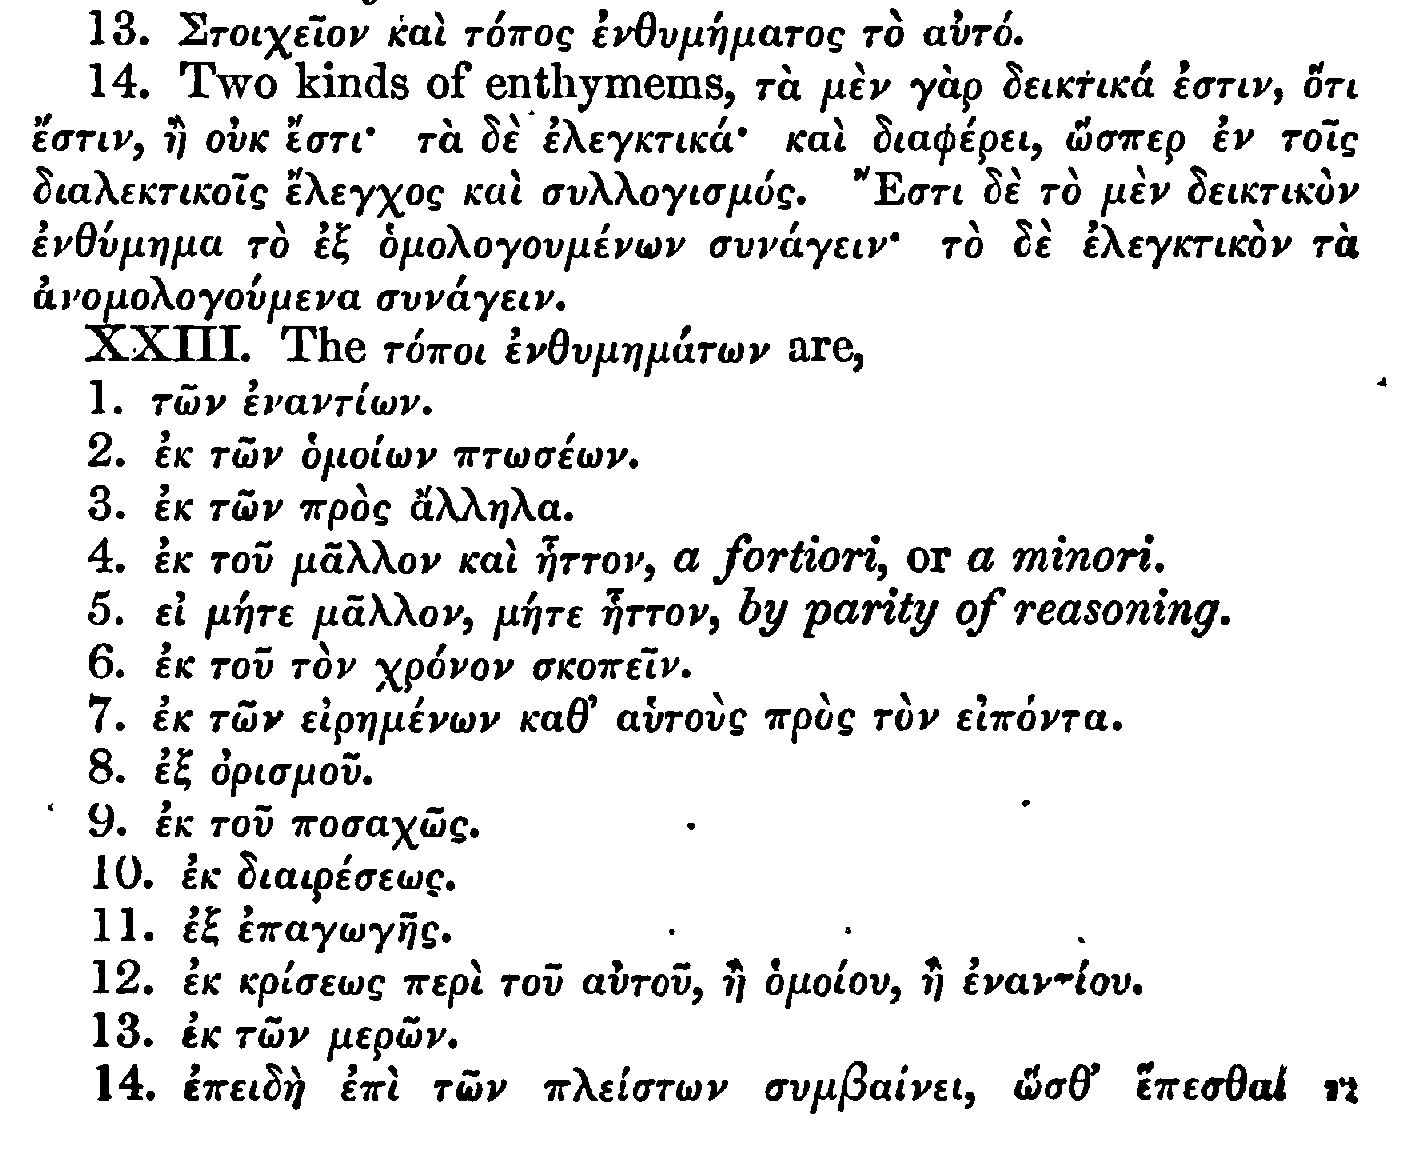 13. Στοιχεῖον καὶ τόπος ἐνθυμήματος τὸ αὐτό.
14. Two kinds of enthymems, τὰ μὲν γὰρ δεικτικά ἐστιν, ὅτι
ἔστιν, ἢ οὐκ ἔστι· τὰ δὲ ἐλεγκτικά· καὶ διαφέρει, ὥσπερ ἐν τοῖς
διαλεκτικοῖς ἔλεγχος καὶ συλλογισμός. Ἔστι δὲ τὸ μὲν δεικτικὸν
ἐνθύμημα τὸ ἐξ ὁμολογουμένων συνάγειν· τὸ δὲ ἐλεγκτικὸν τὰ
ἀνομολογούμενα συνάγειν.
XXIII. The τόποι ἐνθυμημάτων are,
1. τῶν ἐναντίων.
2. ἐκ τῶν ὁμοίων πτωσέων.
3. ἐκ τῶν πρὸς ἄλληλα.
4. ἐκ τοῦ μᾶλλον καὶ ἧττον, a fortiori, or a minori.
5. εἰ μήτε μᾶλλον, μήτε ἧττον, by parity of reasoning.
6. ἐκ τοῦ τὸν χρόνον σκοπεῖν.
7. ἐκ τῶν εἰρημένων καθ’ αὑτοὺς πρὸς τὸν εἰπόντα.
8. ἐξ ὁρισμοῦ.
9. ἐκ τοῦ ποσαχῶς.
10. ἐκ διαιρέσεως.
11. ἐξ ἐπαγωγῆς.
12. ἐκ κρίσεως περὶ τοῦ αὐτοῦ, ἢ ὁμοίου, ἢ ἐναντίου.
13. ἐκ τῶν μερῶν.
14. ἐπειδὴ ἐπὶ τῶν πλείστων συμβαίνει, ὥσθ’ ἕπεσθαί τι